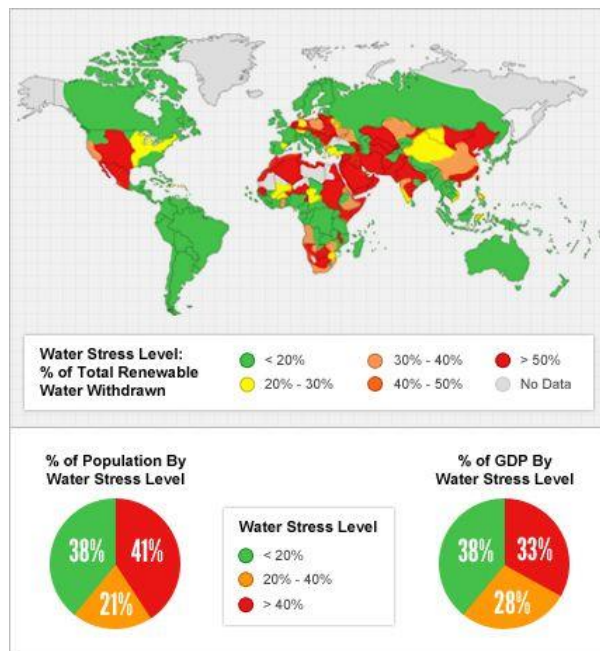 Water Stress Level:
% of Total Renewable
Water Withdrawn
< 20%
30% - 40%
> 50%
20% - 30%
40% - 50%
No Data
% of Population By
Water Stress Level
38%
41%
21%
Water Stress Level
< 20%
20% - 40%
> 40%
% of GDP By
Water Stress Level
38%
33%
28%